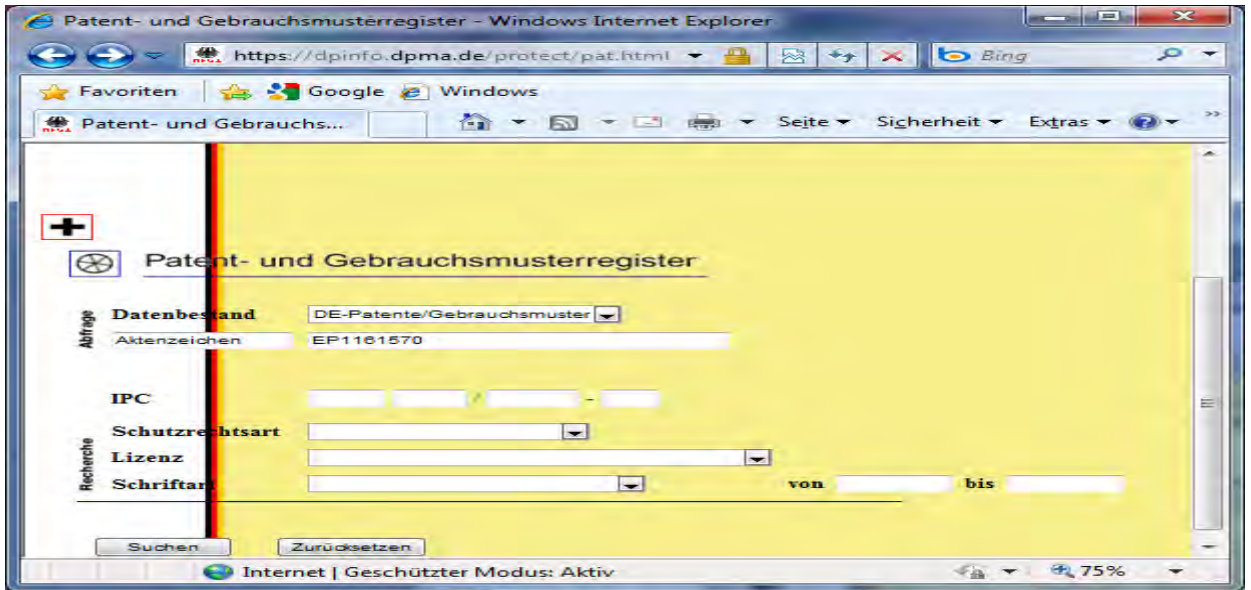 Patent- und Gebrauchsmusterregister - Windows Internet Explorer
https://dpinfo.dpma.de/protect/pat.html Bing
Favoriten Google Windows
Patent- und Gebrauchs... Seite Sicherheit Extras
Patent- und Gebrauchsmusterregister
Abfrage
Datenbestand DE-Patente/Gebrauchsmuster
Aktenzeichen EP1161570
IPC / -
Recherche
Schutzrechtsart
Lizenz
Schriftart von bis
Suchen Zurücksetzen
Internet | Geschützter Modus: Aktiv 75%